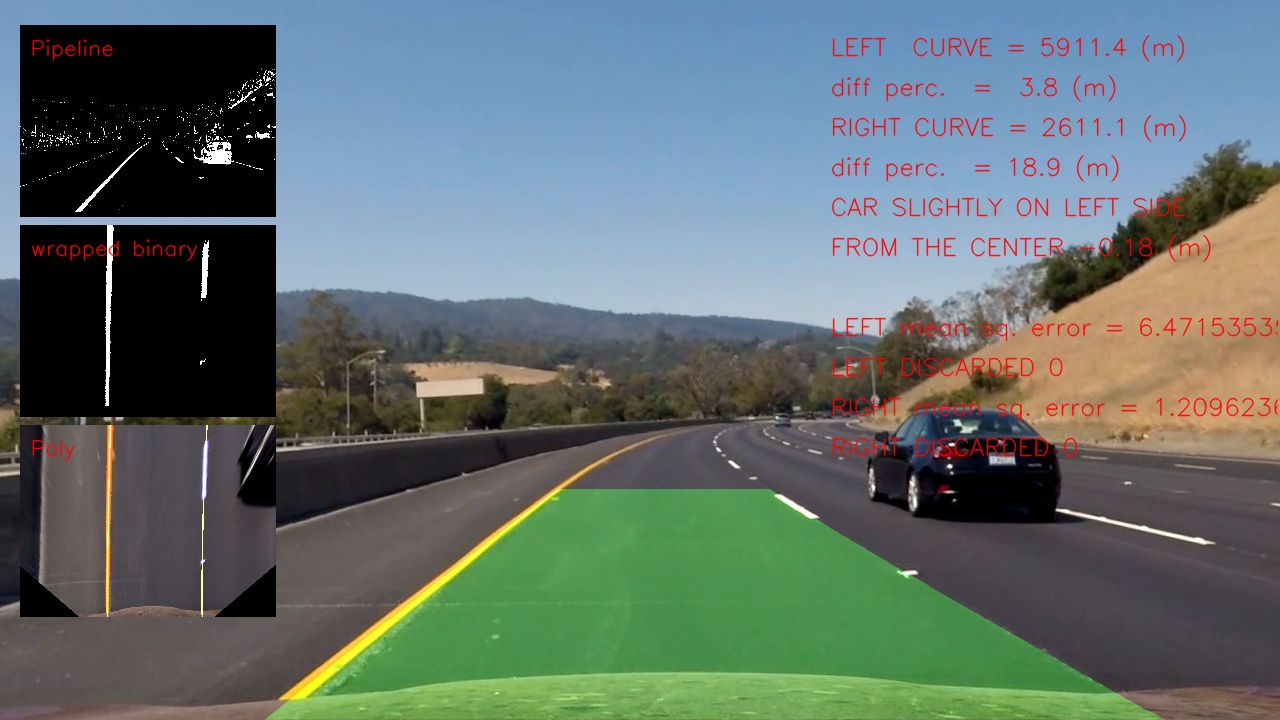 Pipeline
wrapped binary
Poly
LEFT CURVE = 5911.4 (m)
diff perc. = 3.8 (m)
RIGHT CURVE = 2611.1 (m)
diff perc. = 18.9 (m)
CAR SLIGHTLY ON LEFT SIDE
FROM THE CENTER -0.18 (m)
LEFT mean sq. error = 6.4715353
LEFT DISCARDED 0
RIGHT mean sq. error = 1.2096236
RIGHT DISCARDED 0